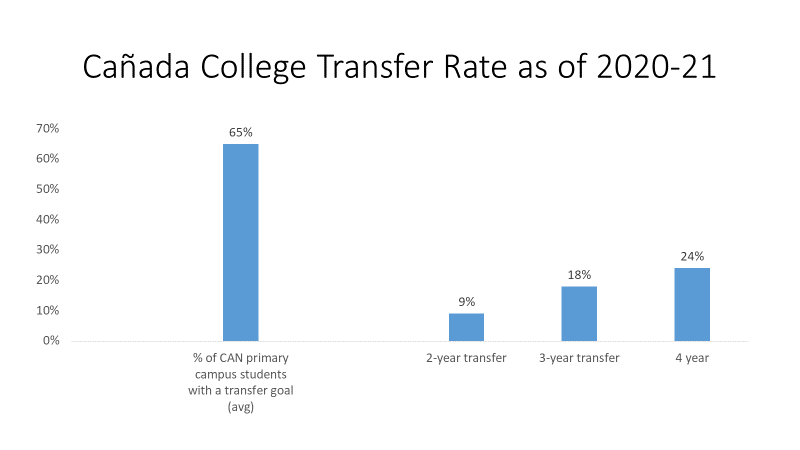 Cañada College Transfer Rate as of 2020-21
70%
60%
50%
40%
30%
20%
10%
0%
65%
9%
18%
24%
% of CAN primary
campus students
with a transfer goal
(avg)
2-year transfer
3-year transfer
4 year